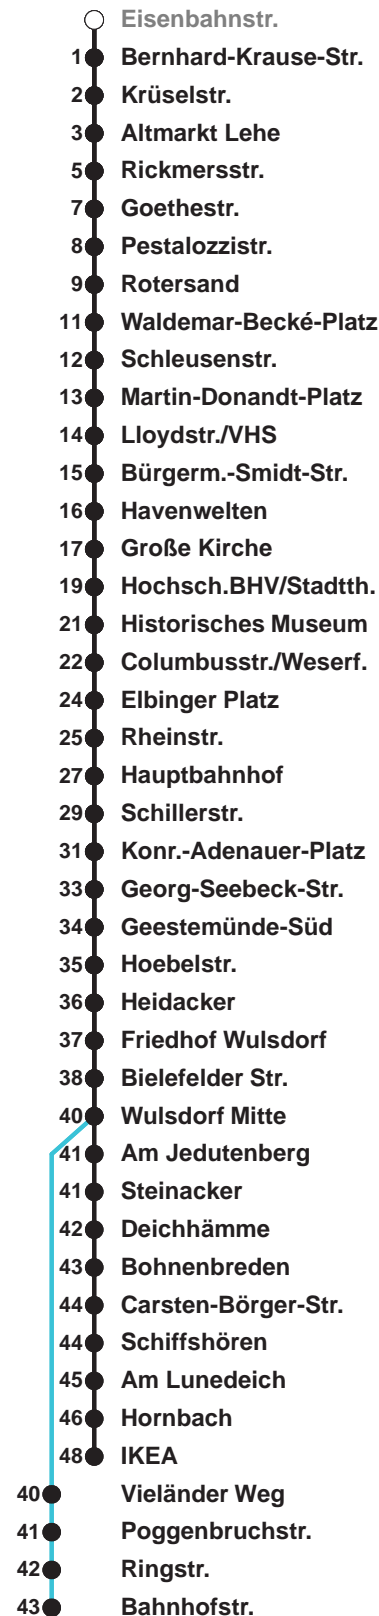 Eisenbahnstr.
1 Bernhard-Krause-Str.
2 Krüselstr.
3 Altmarkt Lehe
5 Rickmersstr.
7 Goethestr.
8 Pestalozzistr.
9 Rotersand
11 Waldemar-Becké-Platz
12 Schleusenstr.
13 Martin-Donandt-Platz
14 Lloydstr./VHS
15 Bürgerm.-Smidt-Str.
16 Havenwelten
17 Große Kirche
19 Hochsch.BHV/Stadtth.
21 Historisches Museum
22 Columbusstr./Weserf.
24 Elbinger Platz
25 Rheinstr.
27 Hauptbahnhof
29 Schillerstr.
31 Konr.-Adenauer-Platz
33 Georg-Seebeck-Str.
34 Geestemünde-Süd
35 Hoebelstr.
36 Heidacker
37 Friedhof Wulsdorf
38 Bielefelder Str.
40 Wulsdorf Mitte
41 Am Jedutenberg
41 Steinacker
42 Deichhämme
43 Bohnenbreden
44 Carsten-Börger-Str.
44 Schiffshören
45 Am Lunedeich
46 Hornbach
48 IKEA
40 Vieländer Weg
41 Poggenbruchstr.
42 Ringstr.
43 Bahnhofstr.